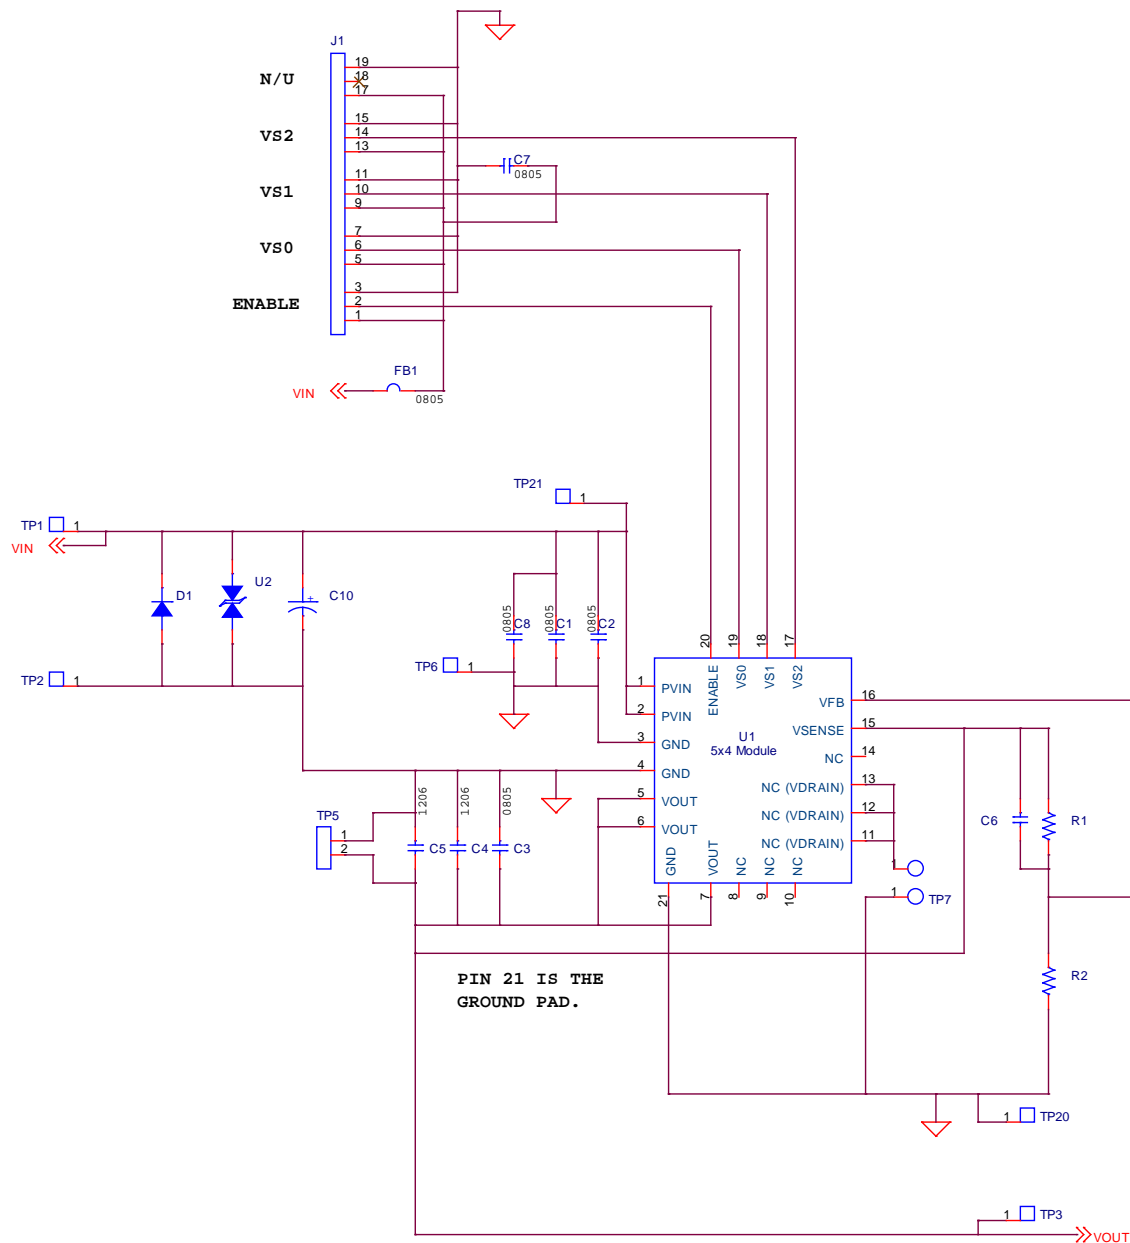 J1
19
N/U
18
17
15
VS2
14
13
C7
0805
11
VS1
10
9
7
VS0
6
5
3
ENABLE
2
1
FB1
VIN
0805
TP21
1
TP1
1
VIN
D1
U2
+
C10
0805
C8
0805
C1
0805
C2
TP6
1
TP2
1
20
19
18
17
ENABLE
VS0
VS1
VS2
1
PVIN
2
PVIN
3
GND
4
GND
5
VOUT
6
VOUT
U1
5x4 Module
VFB
16
VSENSE
15
NC
14
NC (VDRAIN)
13
NC (VDRAIN)
12
NC (VDRAIN)
11
GND
VOUT
NC
NC
NC
21
7
8
9
10
1206
1206
0805
TP5
1
2
C5
C4
C3
C6
R1
1
1
TP7
PIN 21 IS THE
GROUND PAD.
R2
1
TP20
1
TP3
VOUT